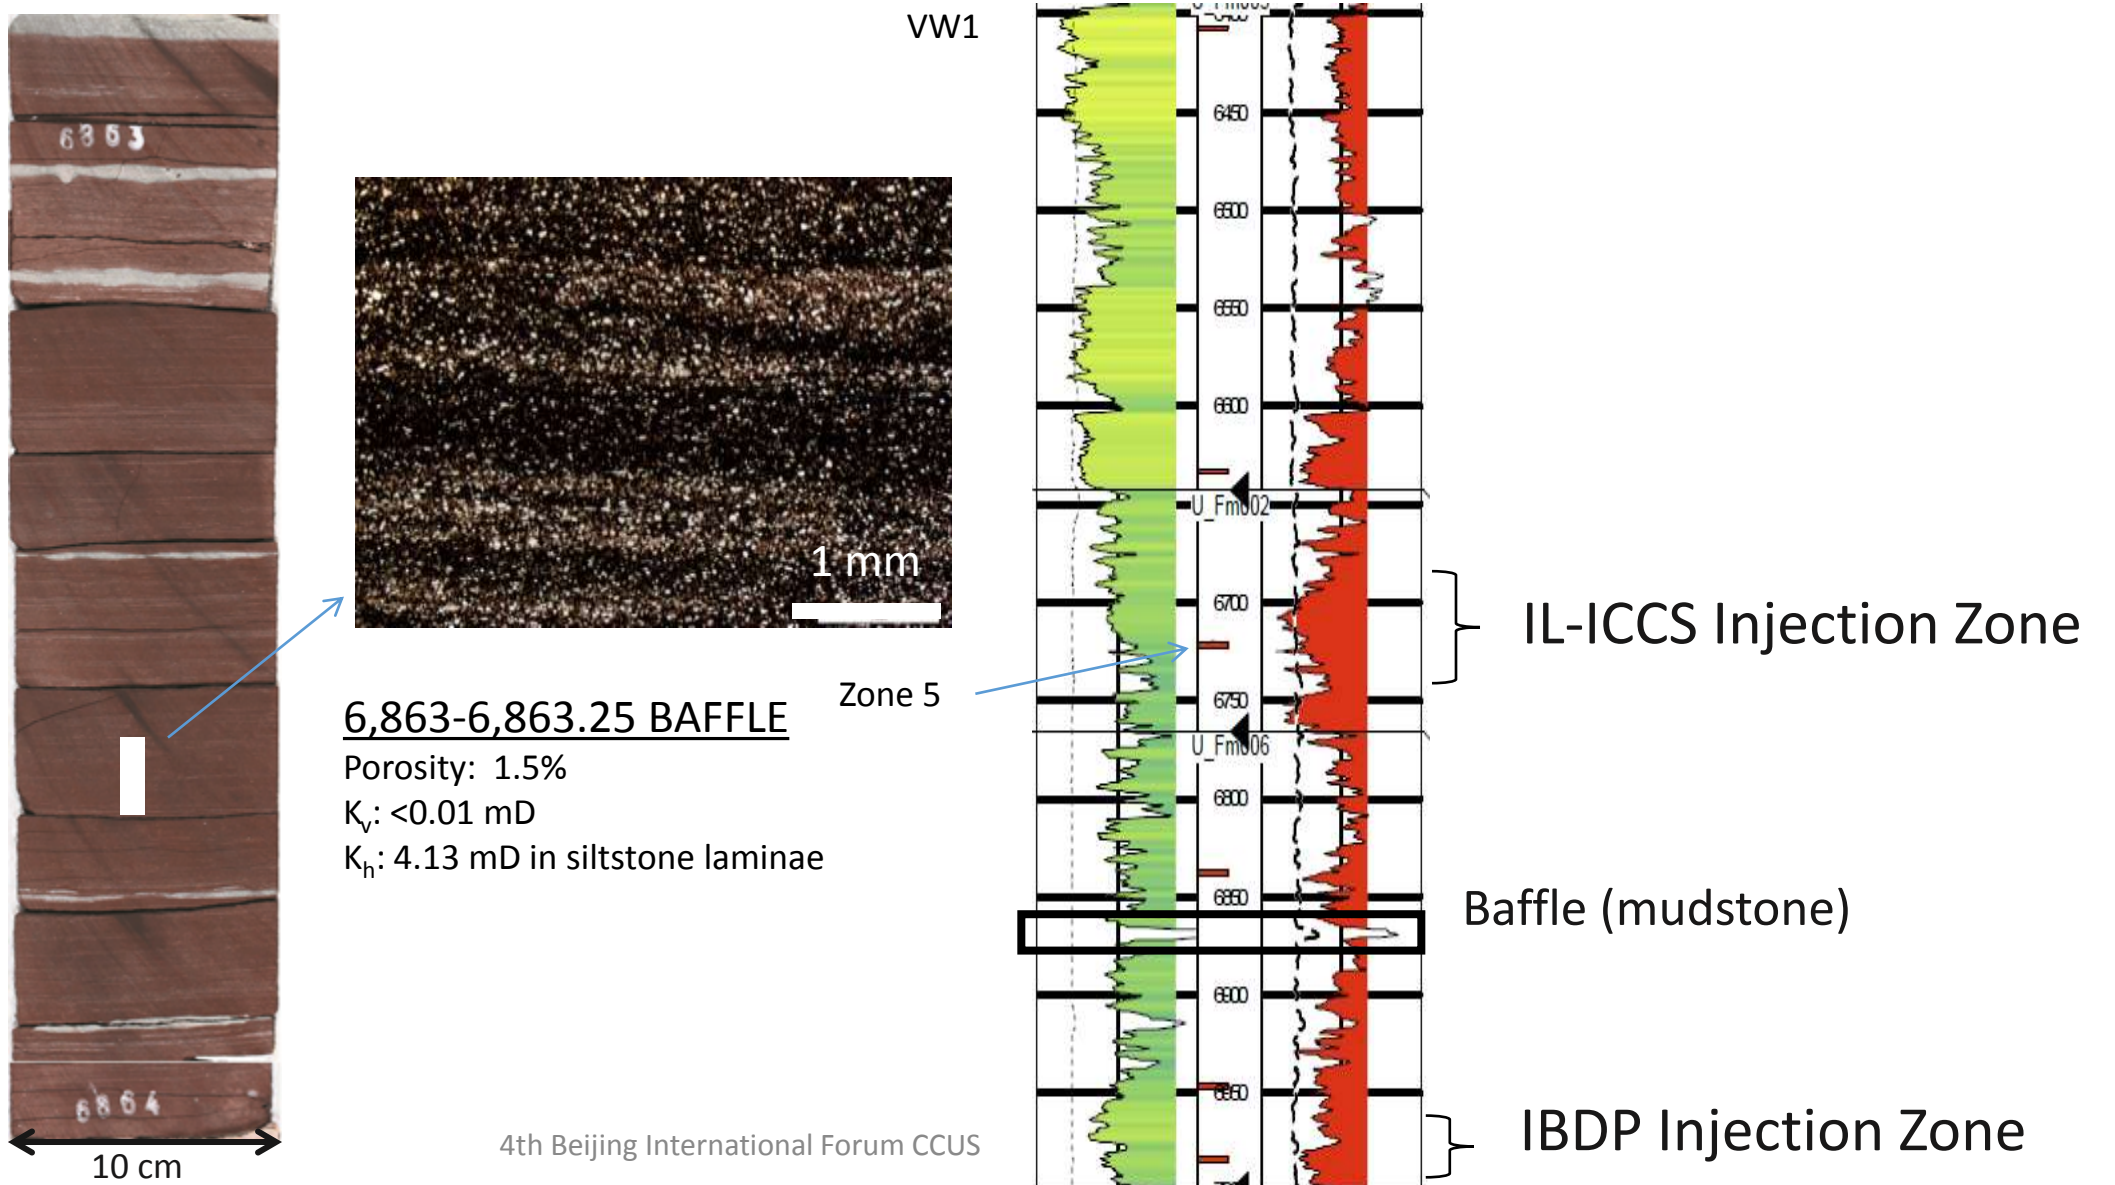 VW1
6863
1 mm
6,863-6,863.25 BAFFLE
Porosity: 1.5%
Kv: <0.01 mD
Kh: 4.13 mD in siltstone laminae
Zone 5
6864
10 cm
4th Beijing International Forum CCUS
6450
6500
6550
6600
U_Fm002
6700
6750
U_Fm006
6800
6850
6900
IL-ICCS Injection Zone
Baffle (mudstone)
IBDP Injection Zone